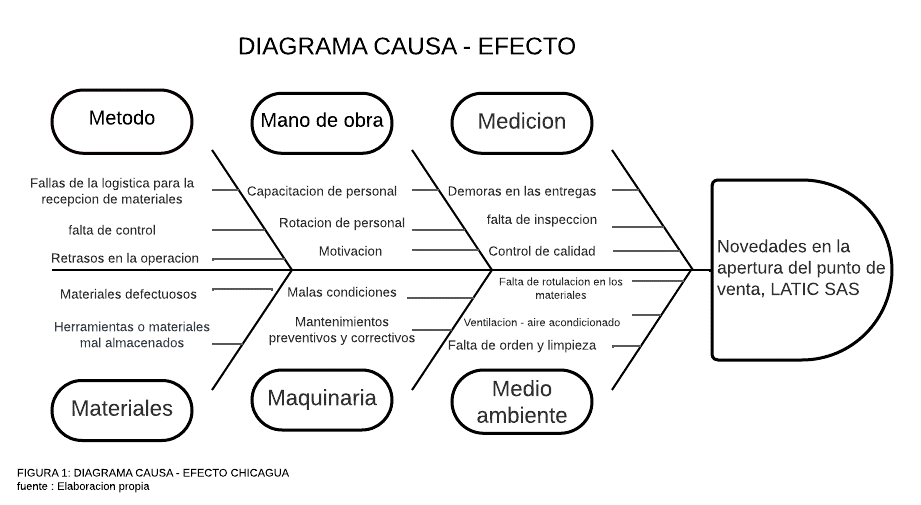 DIAGRAMA CAUSA - EFECTO
Metodo
Mano de obra
Medicion
Fallas de la logistica para la
recepcion de materiales
falta de control
Retrasos en la operacion
Capacitacion de personal
Rotacion de personal
Motivacion
Demoras en las entregas
falta de inspeccion
Control de calidad
Novedades en la
apertura del punto de
venta, LATIC SAS
Materiales defectuosos
Herramientas o materiales
mal almacenados
Malas condiciones
Mantenimientos
preventivos y correctivos
Falta de rotulacion en los
materiales
Ventilacion - aire acondicionado
Falta de orden y limpieza
Materiales
Maquinaria
Medio
ambiente
FIGURA 1: DIAGRAMA CAUSA - EFECTO CHICAGUA
fuente : Elaboracion propia